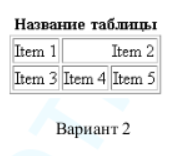 Название таблицы
Item 1 Item 2
Item 3 Item 4 Item 5
Вариант 2